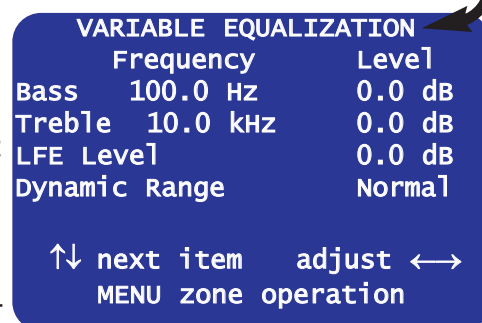 VARIABLE EQUALIZATION
Frequency Level
Bass 100.0 Hz 0.0 dB
Treble 10.0 kHz 0.0 dB
LFE Level 0.0 dB
Dynamic Range Normal
↑↓ next item adjust ←→
MENU zone operation